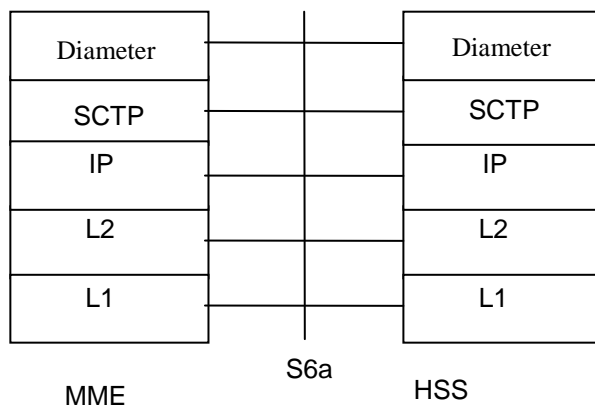 Diameter
Diameter
SCTP
SCTP
IP
IP
L2
L2
L1
L1
S6a
MME
HSS